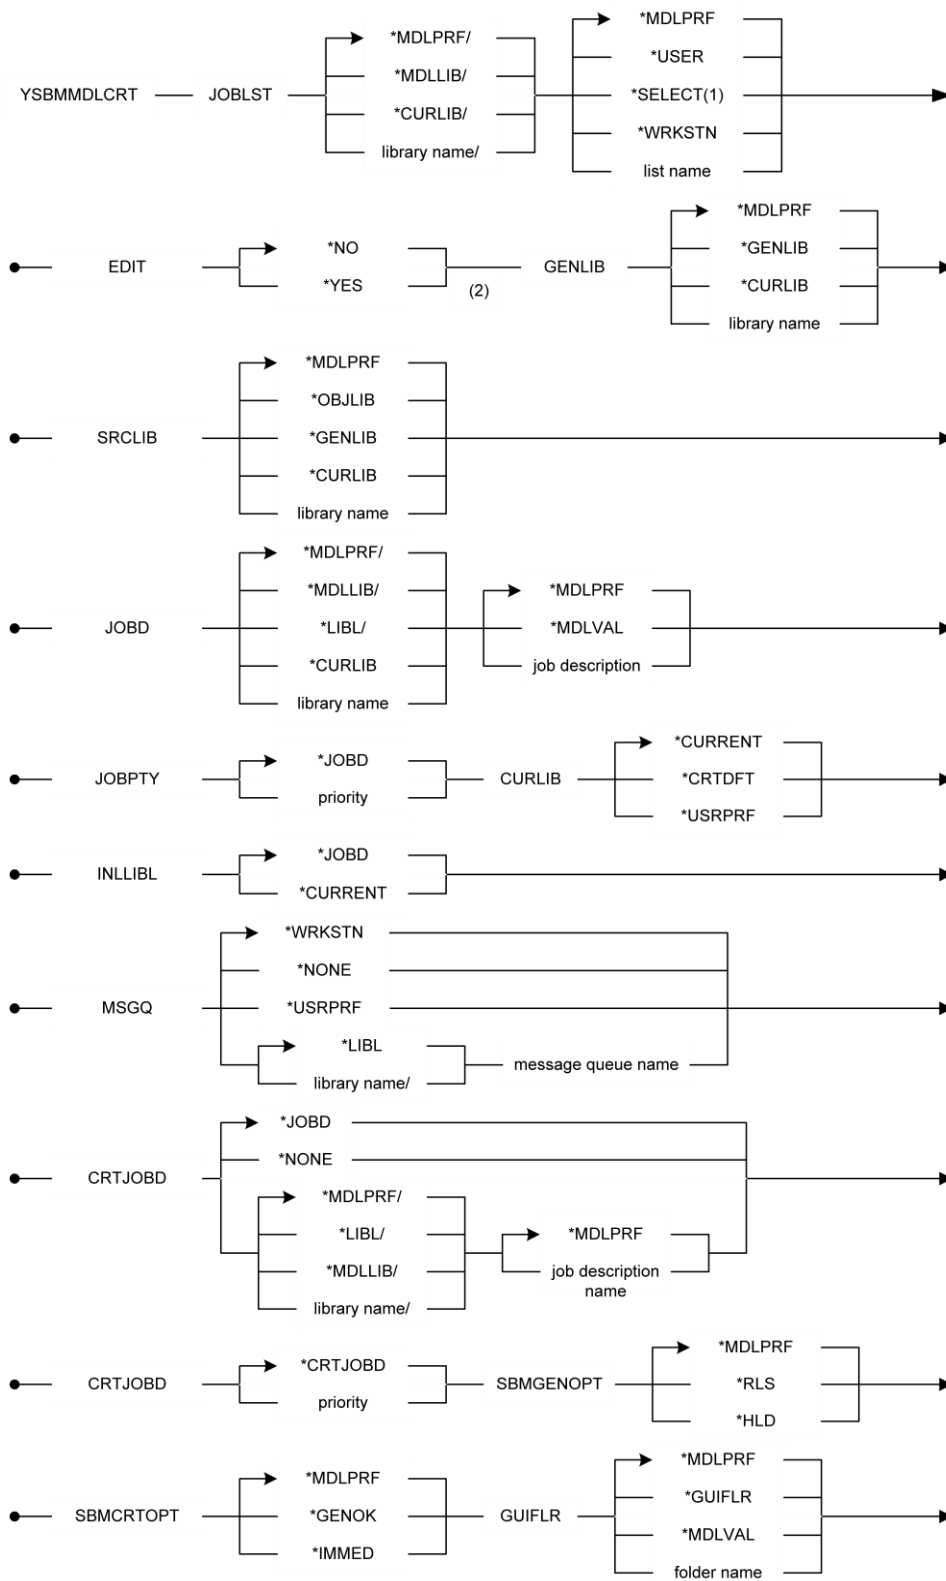 YSBMMDLCRT
JOBLST
*MDLPRF/
*MDLLIB/
*CURLIB/
library name/
*MDLPRF
*USER
*SELECT(1)
*WRKSTN
list name
EDIT
*NO
*YES
(2)
GENLIB
*MDLPRF
*GENLIB
*CURLIB
library name
SRCLIB
*MDLPRF
*OBJLIB
*GENLIB
*CURLIB
library name
JOBD
*MDLPRF/
*MDLLIB/
*LIBL/
*CURLIB
library name
*MDLPRF
*MDLVAL
job description
JOBPTY
*JOBD
priority
CURLIB
*CURRENT
*CRTDFT
*USRPRF
INLLIBL
*JOBD
*CURRENT
MSGQ
*WRKSTN
*NONE
*USRPRF
*LIBL
library name/
message queue name
CRTJOBD
*JOBD
*NONE
*MDLPRF/
*LIBL/
*MDLLIB/
library name/
*MDLPRF
job description
name
CRTJOBD
*CRTJOBD
priority
SBMGENOPT
*MDLPRF
*RLS
*HLD
SBMCRTOPT
*MDLPRF
*GENOK
*IMMED
GUIFLR
*MDLPRF
*GUIFLR
*MDLVAL
folder name